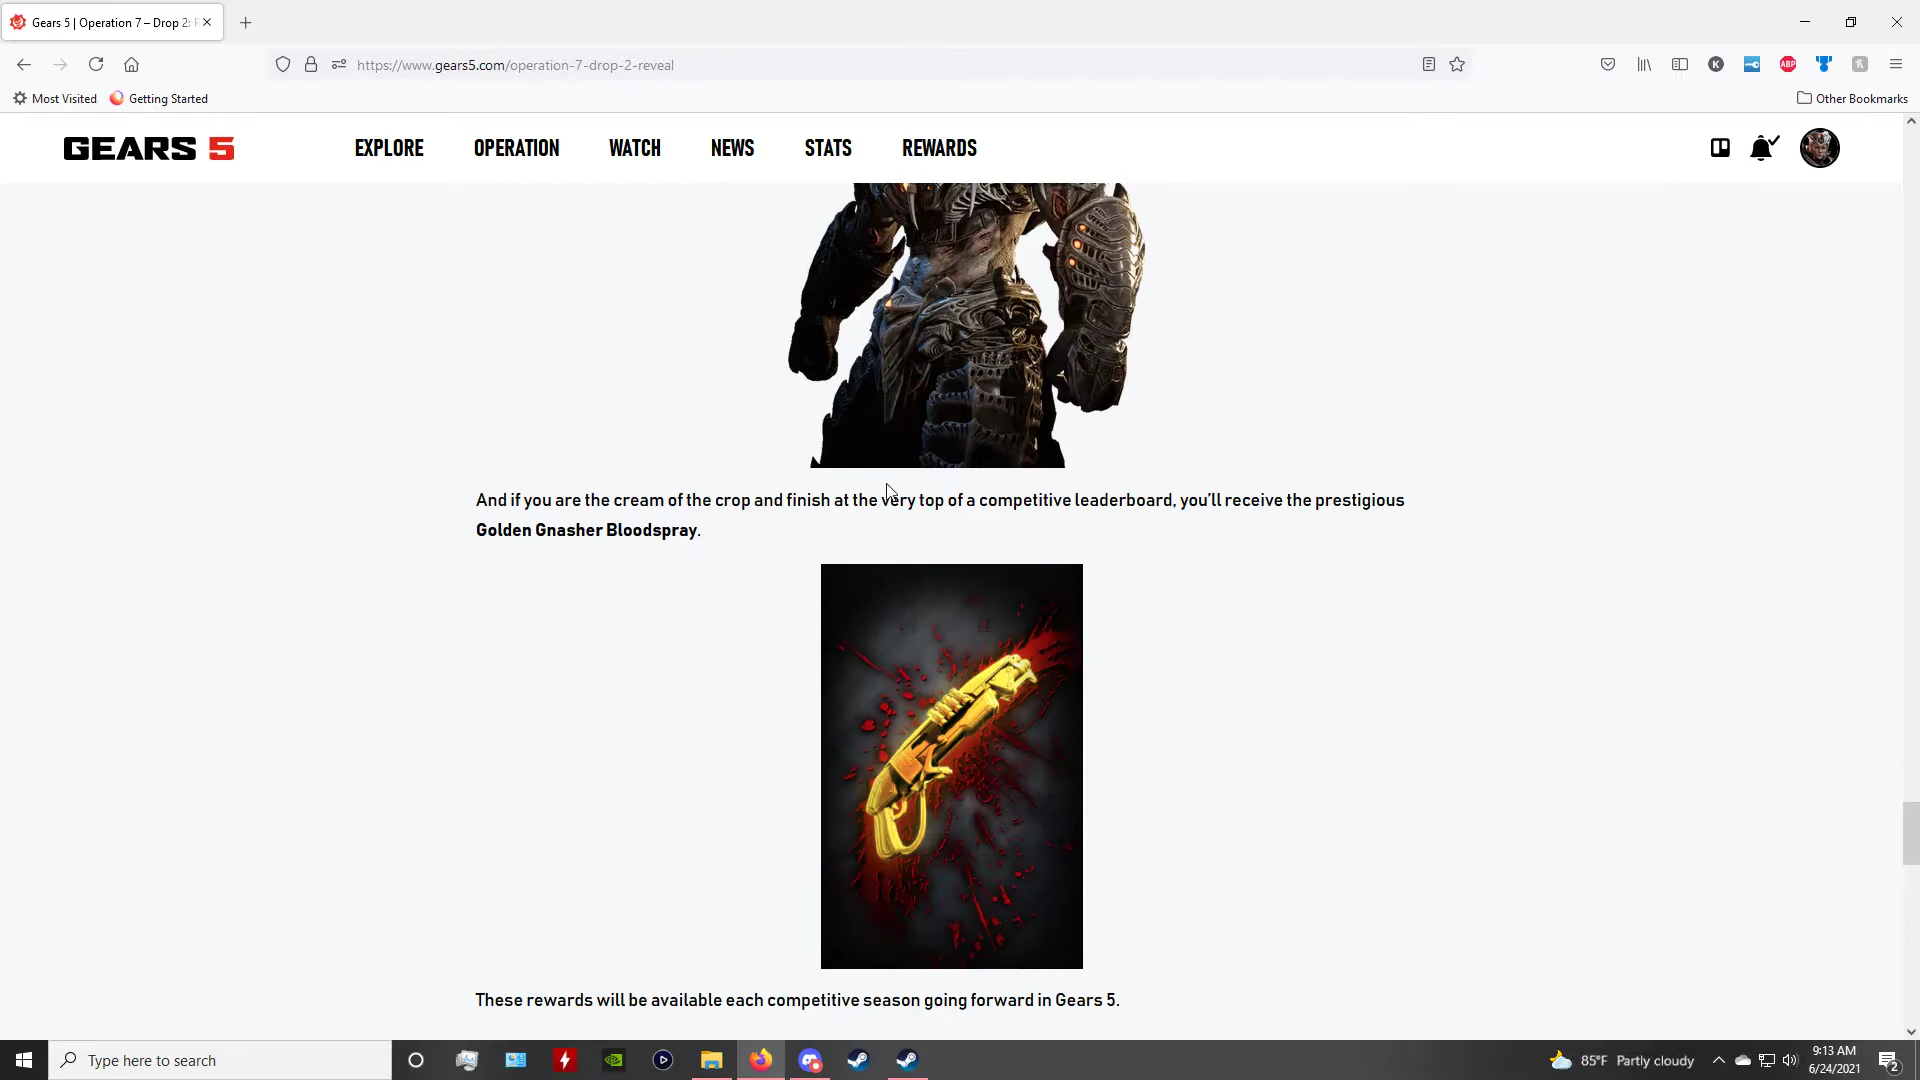 Gears 5 | Operation 7 – Drop 2:
https://www.gears5.com/operation-7-drop-2-reveal
ABP
K
Most Visited
Getting Started
Other Bookmarks
GEARS 5
EXPLORE
OPERATION
WATCH
NEWS
STATS
REWARDS
And if you are the cream of the crop and finish at the very top of a competitive leaderboard, you’ll receive the prestigious
Golden Gnasher Bloodspray.
These rewards will be available each competitive season going forward in Gears 5.
Type here to search
85°F Partly cloudy
9:13 AM
6/24/2021
2